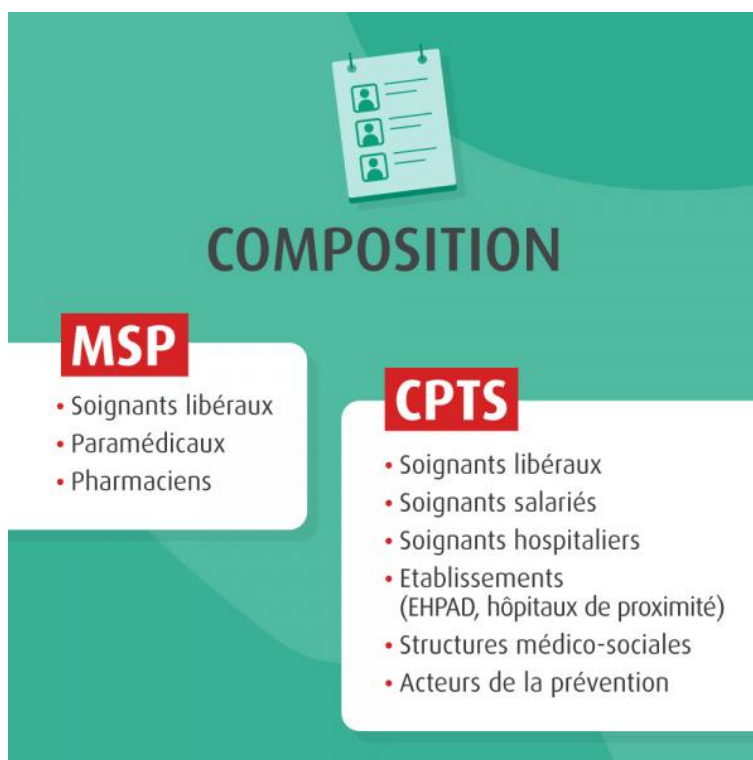 COMPOSITION
MSP
• Soignants libéraux
• Paramédicaux
• Pharmaciens
CPTS
• Soignants libéraux
• Soignants salariés
• Soignants hospitaliers
• Etablissements
(EHPAD, hôpitaux de proximité)
• Structures médico-sociales
• Acteurs de la prévention